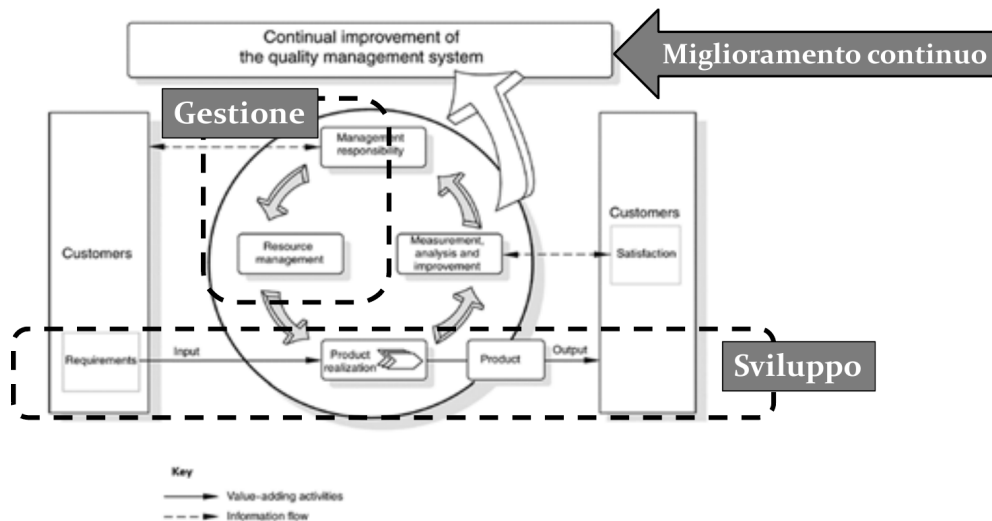 Continual improvement of
the quality management system
Miglioramento continuo
Gestione
Management
responsibility
Customers
Resource
management
Measurement,
analysis and
improvement
Customers
Satisfaction
Requirements
Input
Product
realization
Product
Output
Sviluppo
Key
Value-adding activities
Information flow